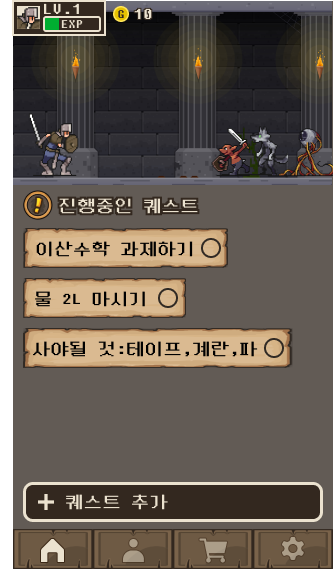 LV.1
EXP
G 10
진행중인 퀘스트
이산수학 과제하기
물 2L 마시기
사야될 것:테이프,계란,파
+ 퀘스트 추가